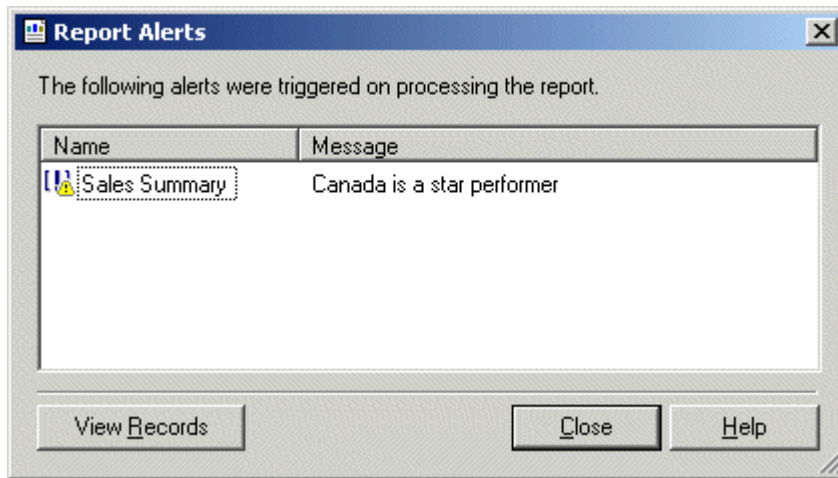 Report Alerts
The following alerts were triggered on processing the report.
Name Message
Sales Summary Canada is a star performer
View Records Close Help